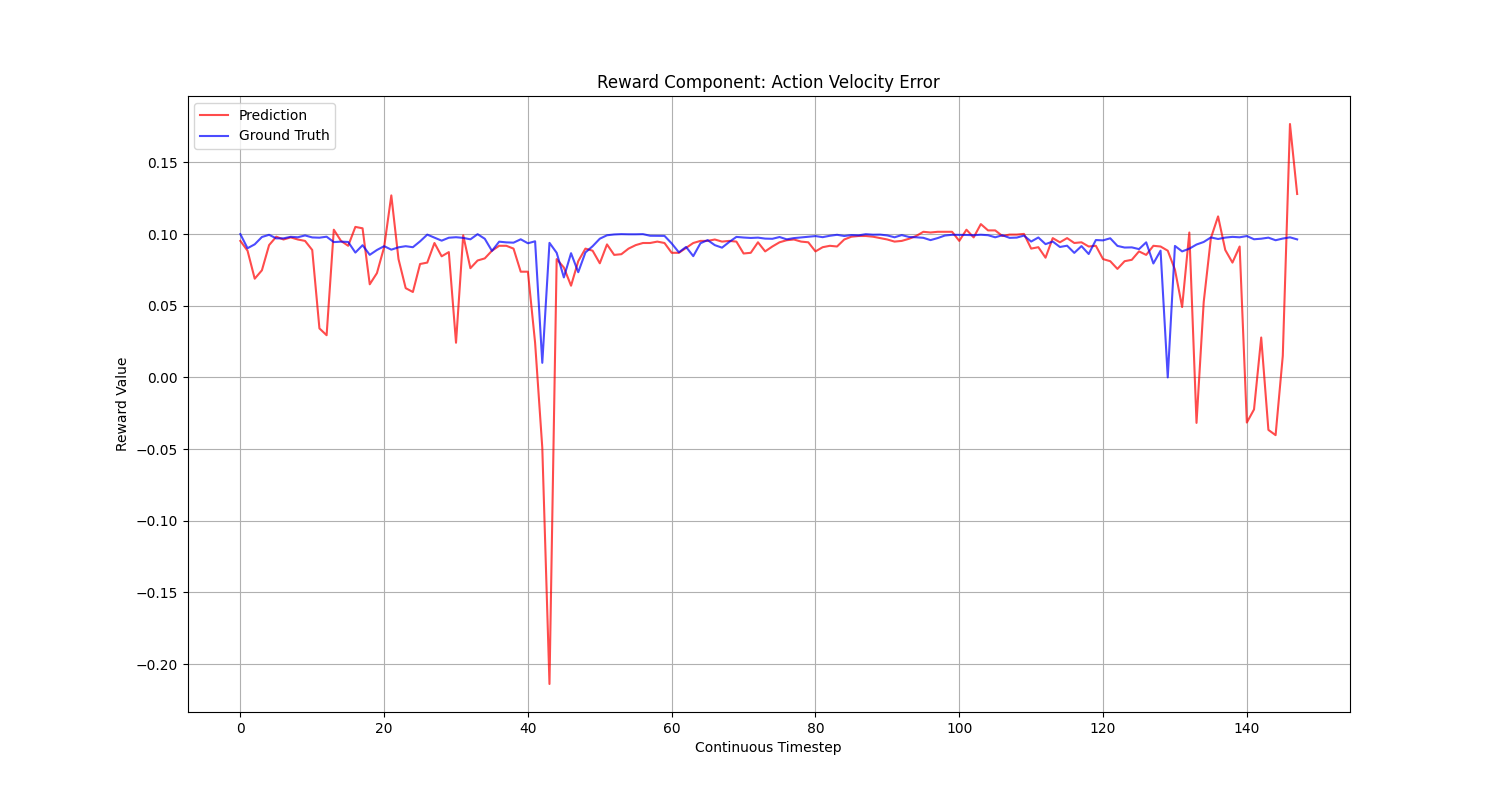 Reward Component: Action Velocity Error
Prediction
Ground Truth
0.15
0.10
0.05
0.00
−0.05
−0.10
−0.15
−0.20
Reward Value
0 20 40 60 80 100 120 140
Continuous Timestep